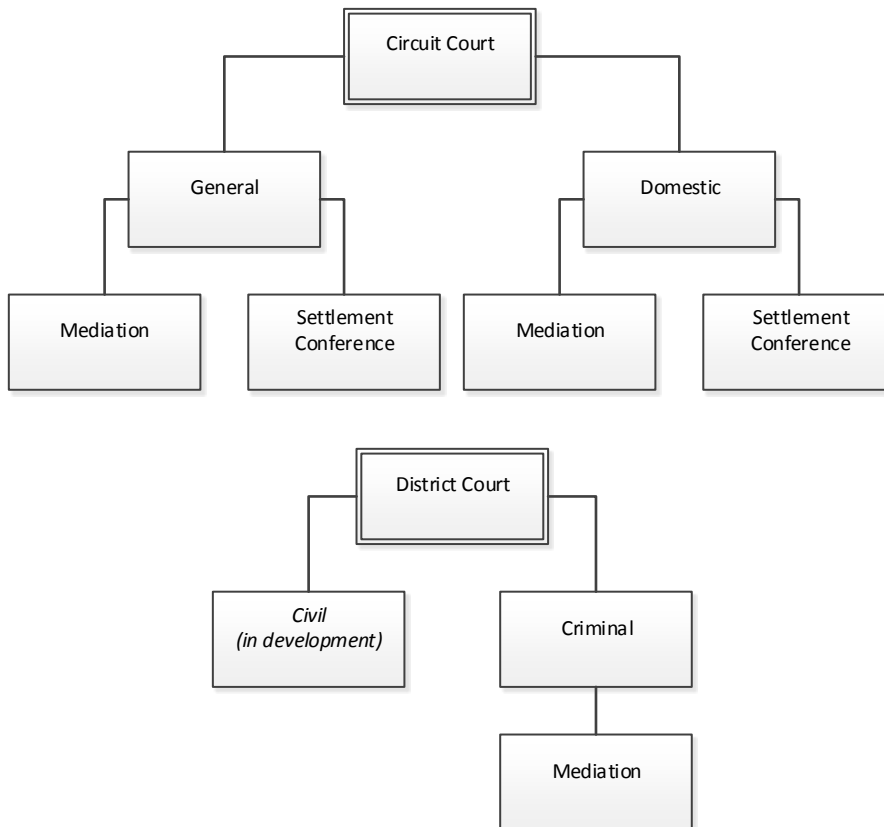 Circuit Court
General
Domestic
Mediation
Settlement
Conference
Mediation
Settlement
Conference
District Court
Civil
(in development)
Criminal
Mediation